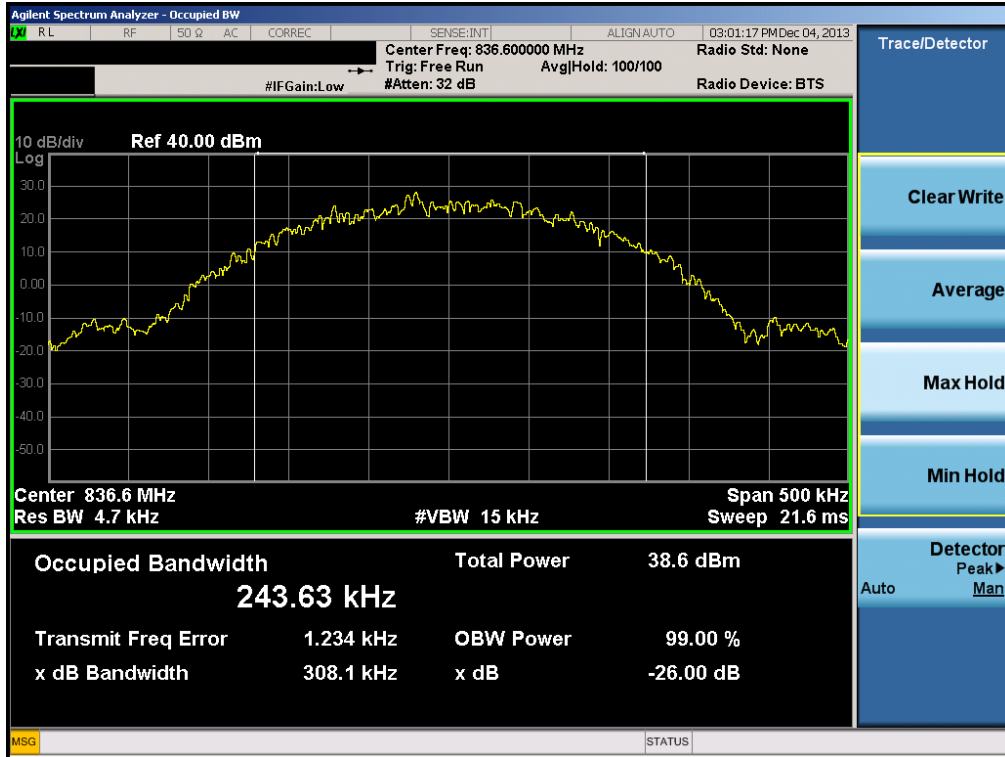 Agilent Spectrum Analyzer - Occupied BW
LXI RL RF 50 Ω AC CORREC SENSE:INT ALIGN AUTO 03:01:17 PM Dec 04, 2013
Center Freq: 836.600000 MHz Radio Std: None
Trig: Free Run Avg|Hold: 100/100
#IFGain:Low #Atten: 32 dB Radio Device: BTS
10 dB/div Ref 40.00 dBm
Log
30.0
20.0
10.0
0.00
-10.0
-20.0
-30.0
-40.0
-50.0
Center 836.6 MHz Span 500 kHz
Res BW 4.7 kHz #VBW 15 kHz Sweep 21.6 ms
Occupied Bandwidth Total Power 38.6 dBm
243.63 kHz
Transmit Freq Error 1.234 kHz OBW Power 99.00 %
x dB Bandwidth 308.1 kHz x dB -26.00 dB
MSG STATUS
Trace/Detector
Clear Write
Average
Max Hold
Min Hold
Detector
Peak▶
Auto Man